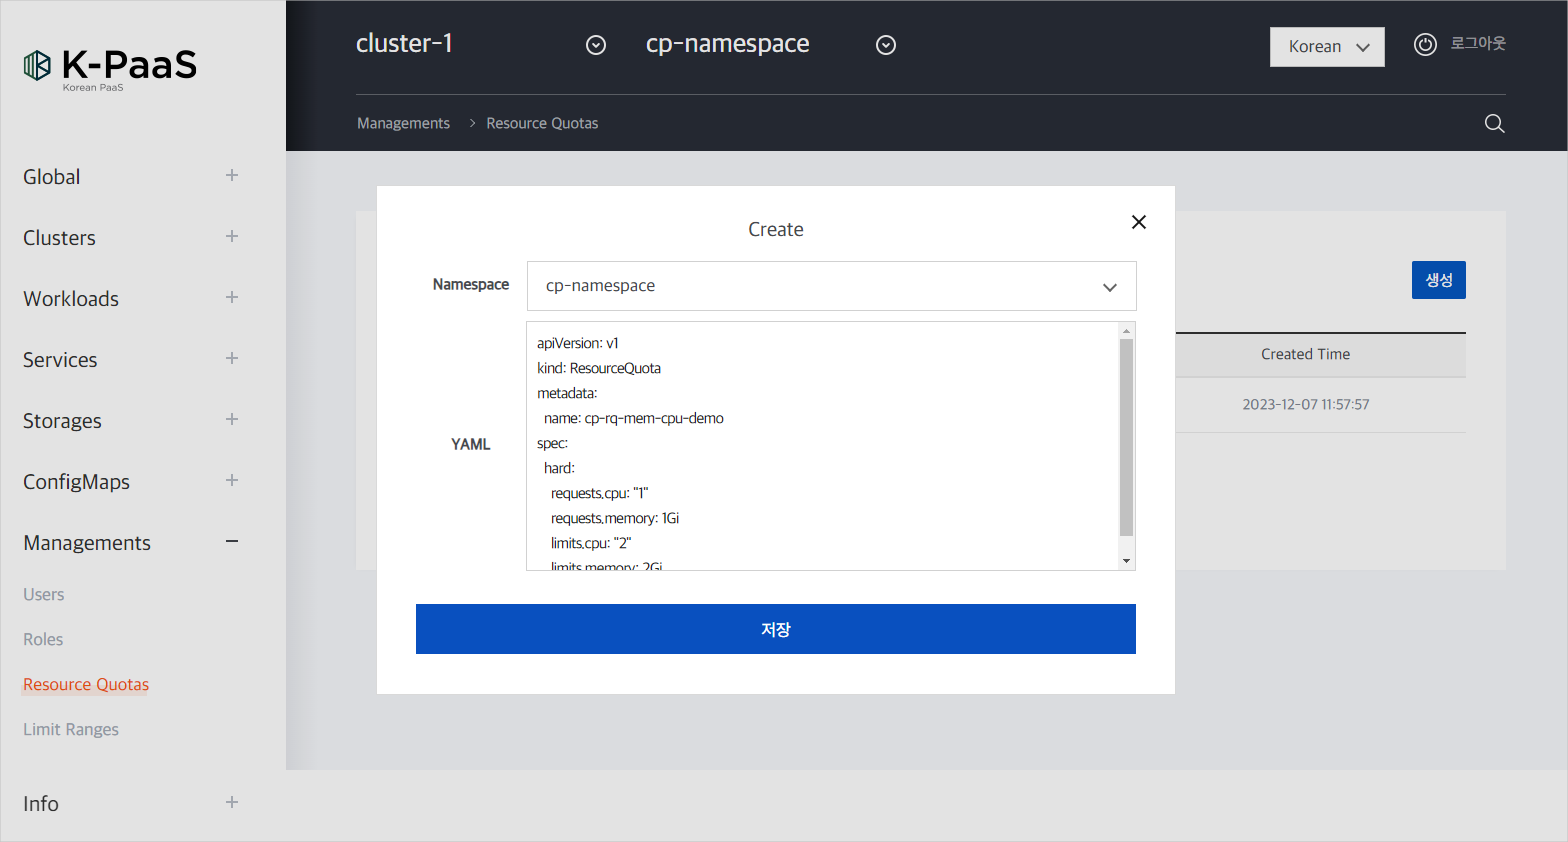 K-PaaS
Korean PaaS
cluster-1
cp-namespace
Korean
로그아웃
Managements > Resource Quotas
Global
Clusters
Workloads
Services
Storages
ConfigMaps
Managements
Users
Roles
Resource Quotas
Limit Ranges
Info
Create
Namespace
cp-namespace
YAML
apiVersion: v1
kind: ResourceQuota
metadata:
  name: cp-rq-mem-cpu-demo
spec:
  hard:
    requests.cpu: "1"
    requests.memory: 1Gi
    limits.cpu: "2"
    limits.memory: 2Gi
저장
생성
Created Time
2023-12-07 11:57:57